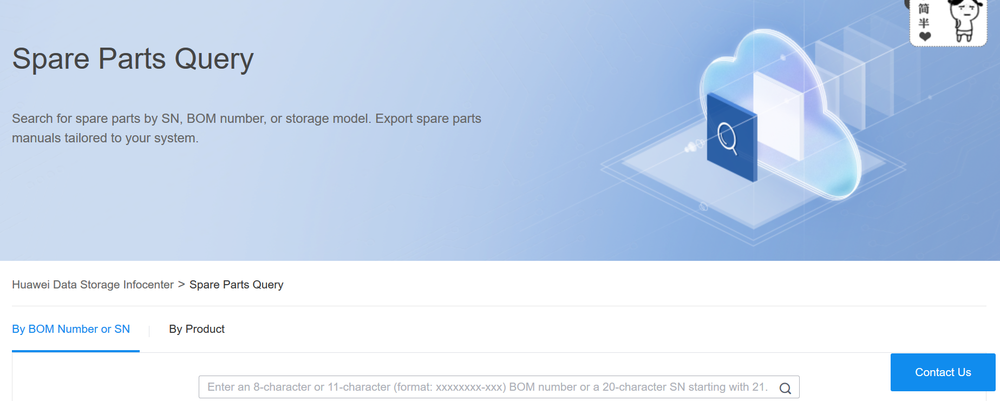 简
半
Spare Parts Query
Search for spare parts by SN, BOM number, or storage model. Export spare parts
manuals tailored to your system.
Huawei Data Storage Infocenter > Spare Parts Query
By BOM Number or SN
By Product
Contact Us
Enter an 8-character or 11-character (format: xxxxxxxx-xxx) BOM number or a 20-character SN starting with 21.